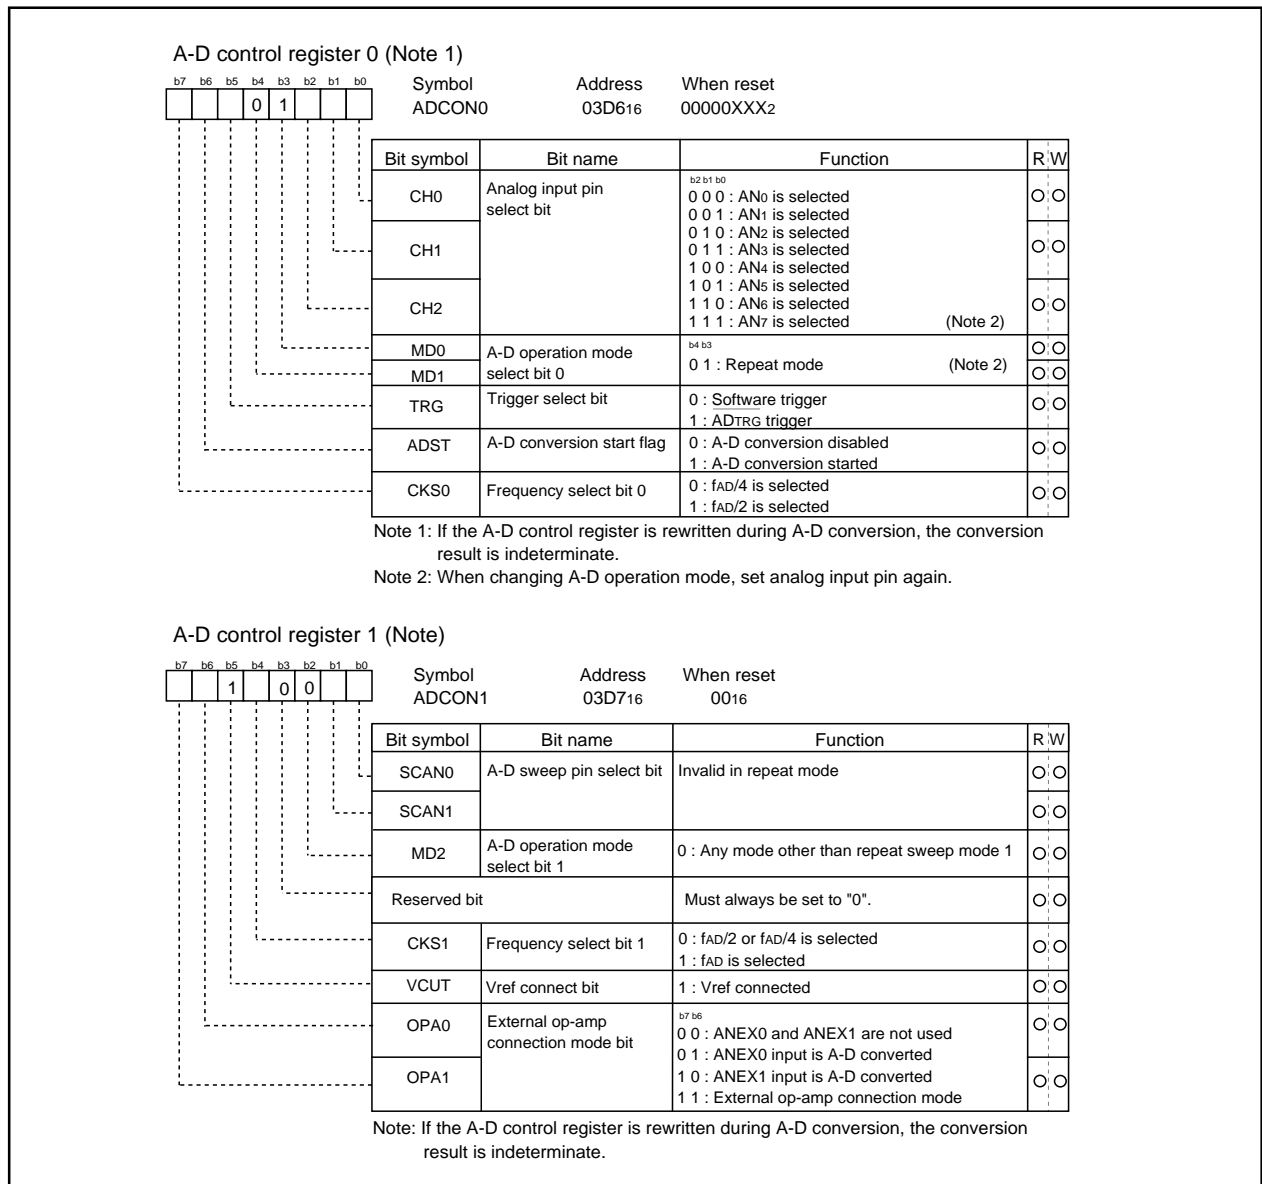 A-D control register 0 (Note 1)
b7 b6 b5 b4 b3 b2 b1 b0
0 1
Symbol Address When reset
ADCON0 03D616 00000XXX2
Bit symbol Bit name Function R W
CH0 Analog input pin select bit
b2 b1 b0
0 0 0 : AN0 is selected
0 0 1 : AN1 is selected
0 1 0 : AN2 is selected
CH1
0 1 1 : AN3 is selected
1 0 0 : AN4 is selected
1 0 1 : AN5 is selected
CH2
1 1 0 : AN6 is selected
1 1 1 : AN7 is selected (Note 2)
MD0 A-D operation mode select bit 0
b4 b3
0 1 : Repeat mode (Note 2)
MD1
TRG Trigger select bit 0 : Software trigger
1 : ADTRG trigger
ADST A-D conversion start flag 0 : A-D conversion disabled
1 : A-D conversion started
CKS0 Frequency select bit 0 0 : fAD/4 is selected
1 : fAD/2 is selected
Note 1: If the A-D control register is rewritten during A-D conversion, the conversion
result is indeterminate.
Note 2: When changing A-D operation mode, set analog input pin again.
A-D control register 1 (Note)
b7 b6 b5 b4 b3 b2 b1 b0
1 0 0
Symbol Address When reset
ADCON1 03D716 0016
Bit symbol Bit name Function R W
SCAN0 A-D sweep pin select bit Invalid in repeat mode
SCAN1
MD2 A-D operation mode select bit 1 0 : Any mode other than repeat sweep mode 1
Reserved bit Must always be set to "0".
CKS1 Frequency select bit 1 0 : fAD/2 or fAD/4 is selected
1 : fAD is selected
VCUT Vref connect bit 1 : Vref connected
OPA0 External op-amp connection mode bit
b7 b6
0 0 : ANEX0 and ANEX1 are not used
0 1 : ANEX0 input is A-D converted
OPA1
1 0 : ANEX1 input is A-D converted
1 1 : External op-amp connection mode
Note: If the A-D control register is rewritten during A-D conversion, the conversion
result is indeterminate.